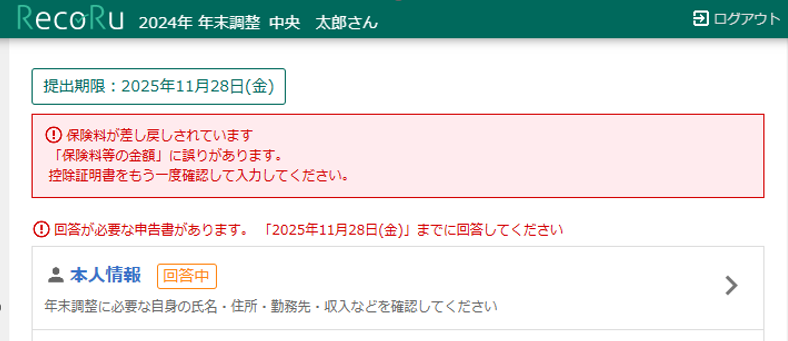 RecoRu 2024年 年末調整 中央　太郎さん ログアウト
提出期限：2025年11月28日(金)
保険料が差し戻しされています
「保険料等の金額」に誤りがあります。
控除証明書をもう一度確認して入力してください。
回答が必要な申告書があります。 「2025年11月28日(金)」までに回答してください
本人情報 回答中
年末調整に必要な自身の氏名・住所・勤務先・収入などを確認してください